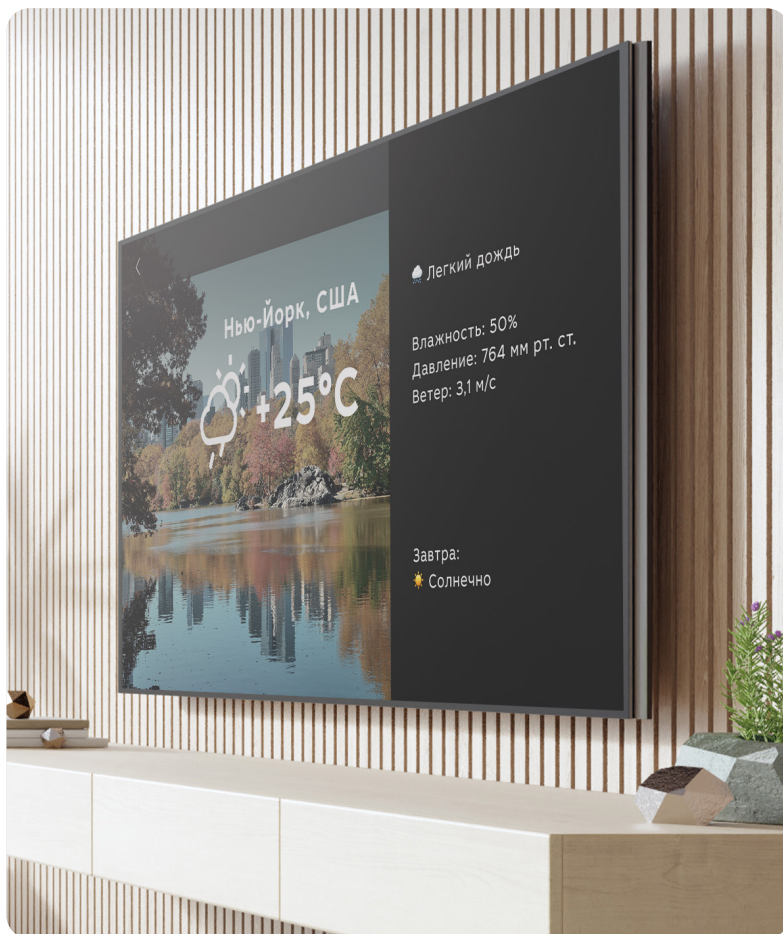 Нью-Йорк, США
+25°C
Легкий дождь
Влажность: 50%
Давление: 764 мм рт. ст.
Ветер: 3,1 м/с
Завтра:
Солнечно